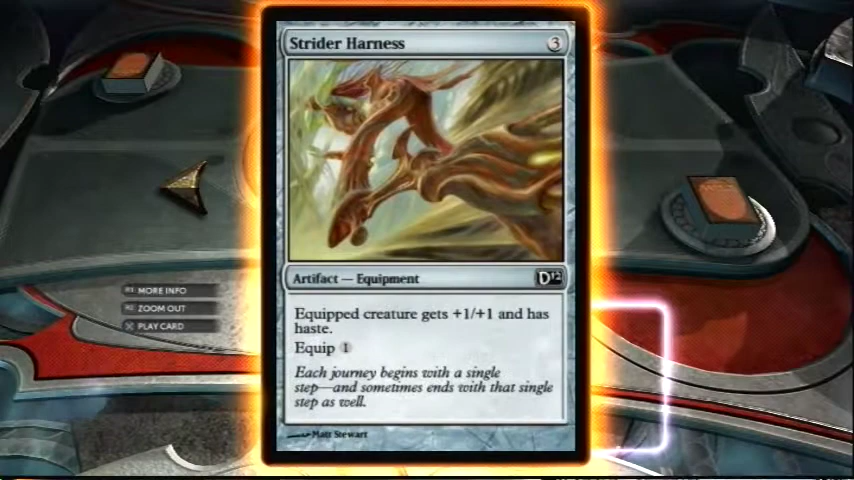 Strider Harness 3
Artifact — Equipment D12
Equipped creature gets +1/+1 and has
haste.
Equip 1
Each journey begins with a single
step—and sometimes ends with that single
step as well.
Matt Stewart
MORE INFO
ZOOM OUT
PLAY CARD